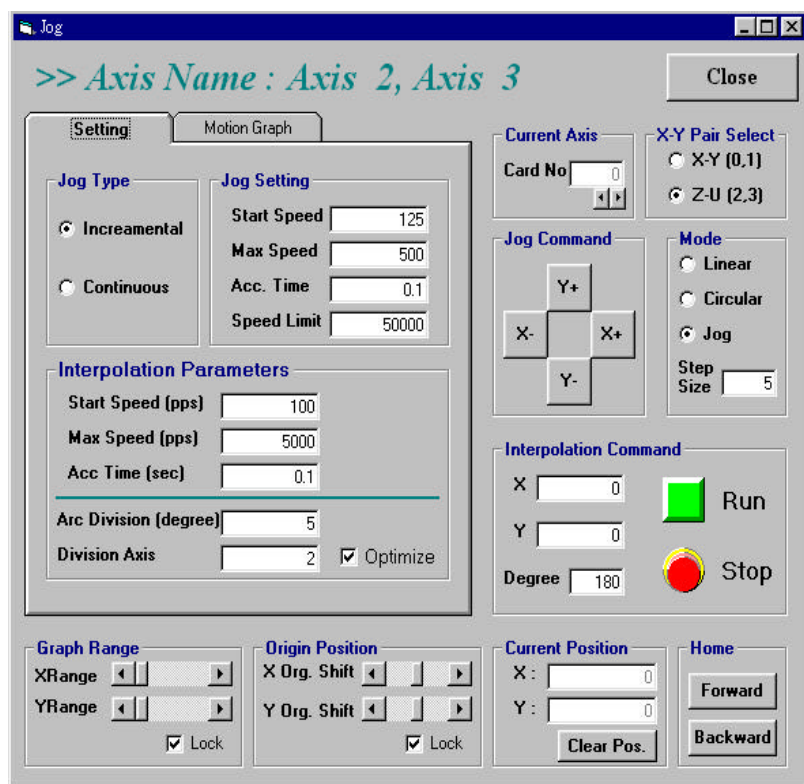 Jog
>> Axis Name : Axis 2, Axis 3
Close
Setting
Motion Graph
Jog Type
Increamental
Continuous
Jog Setting
Start Speed 125
Max Speed 500
Acc. Time 0.1
Speed Limit 50000
Interpolation Parameters
Start Speed (pps) 100
Max Speed (pps) 5000
Acc Time (sec) 0.1
Arc Division (degree) 5
Division Axis 2
Optimize
Current Axis
Card No 0
X-Y Pair Select
X-Y (0,1)
Z-U (2,3)
Jog Command
Y+
X-
X+
Y-
Mode
Linear
Circular
Jog
Step
Size 5
Interpolation Command
X 0
Y 0
Degree 180
Run
Stop
Graph Range
XRange
YRange
Lock
Origin Position
X Org. Shift
Y Org. Shift
Lock
Current Position
X : 0
Y : 0
Clear Pos.
Home
Forward
Backward